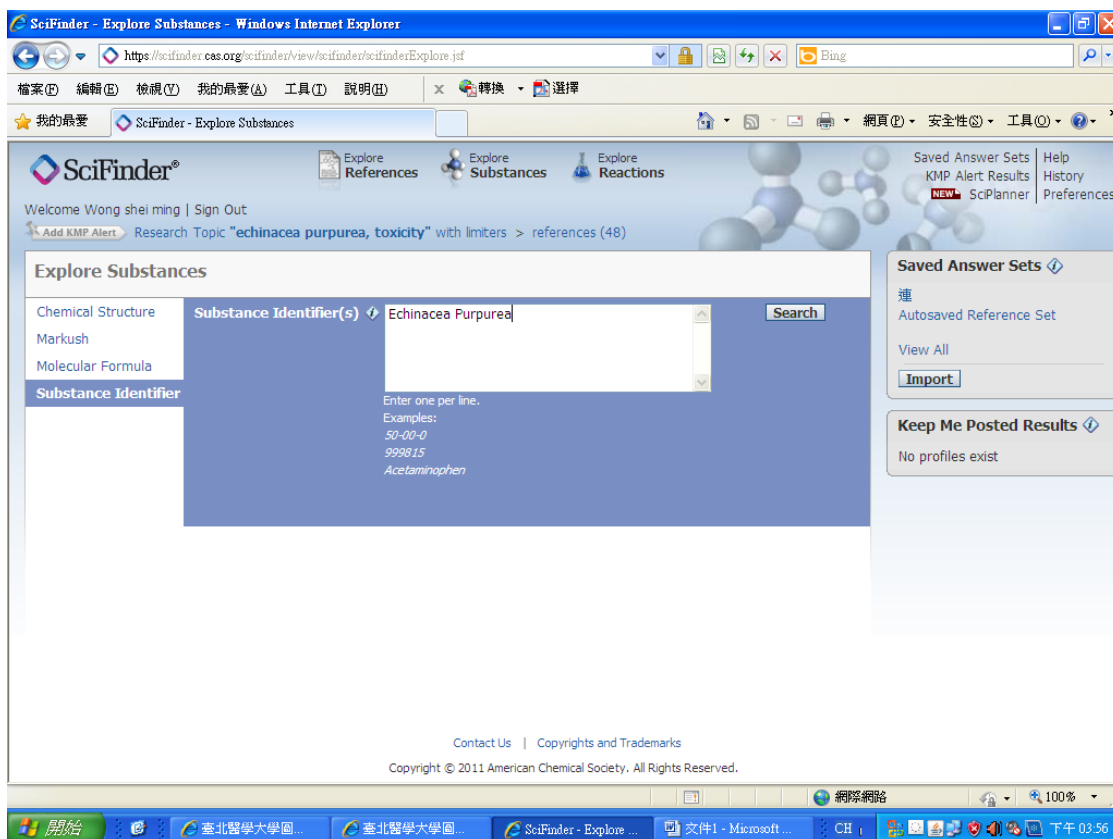 SciFinder - Explore Substances - Windows Internet Explorer
https://scifinder.cas.org/scifinder/view/scifinder/scifinderExplore.jsf
Bing
檔案(F) 編輯(E) 檢視(V) 我的最愛(A) 工具(T) 說明(H) x 轉換 選擇
我的最愛 SciFinder - Explore Substances 網頁(P) 安全性(S) 工具(O)
SciFinder®
Explore References
Explore Substances
Explore Reactions
Saved Answer Sets | Help
KMP Alert Results | History
NEW SciPlanner | Preferences
Welcome Wong shei ming | Sign Out
Add KMP Alert Research Topic "echinacea purpurea, toxicity" with limiters > references (48)
Explore Substances
Chemical Structure
Markush
Molecular Formula
Substance Identifier
Substance Identifier(s)
Echinacea Purpurea
Search
Enter one per line.
Examples:
50-00-0
999815
Acetaminophen
Saved Answer Sets
連
Autosaved Reference Set
View All
Import
Keep Me Posted Results
No profiles exist
Contact Us | Copyrights and Trademarks
Copyright © 2011 American Chemical Society. All Rights Reserved.
網際網路 100%
開始 臺北醫學大學圖... 臺北醫學大學圖... SciFinder - Explore ... 文件1 - Microsoft ... CH 下午 03:56